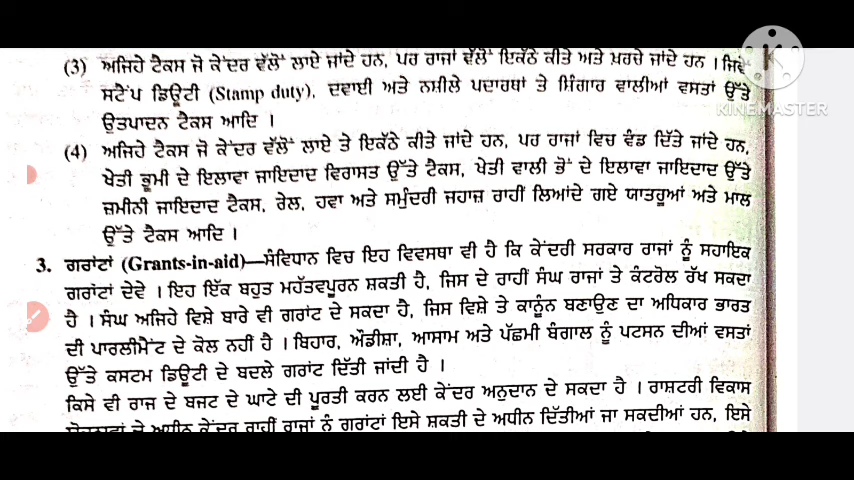 KINEMASTER
(3) ਅਜਿਹੇ ਟੈਕਸ ਜੋ ਕੇਂਦਰ ਵੱਲੋਂ ਲਾਏ ਜਾਂਦੇ ਹਨ, ਪਰ ਰਾਜਾਂ ਵੱਲੋਂ ਇਕੱਠੇ ਕੀਤੇ ਅਤੇ ਖ਼ਰਚੇ ਜਾਂਦੇ ਹਨ । ਜਿਵੇਂ
ਸਟੈਂਪ ਡਿਊਟੀ (Stamp duty), ਦਵਾਈ ਅਤੇ ਨਸ਼ੀਲੇ ਪਦਾਰਥਾਂ ਤੇ ਸ਼ਿੰਗਾਰ ਵਾਲੀਆਂ ਵਸਤਾਂ ਉੱਤੇ
ਉਤਪਾਦਨ ਟੈਕਸ ਆਦਿ ।
(4) ਅਜਿਹੇ ਟੈਕਸ ਜੋ ਕੇਂਦਰ ਵੱਲੋਂ ਲਾਏ ਤੇ ਇਕੱਠੇ ਕੀਤੇ ਜਾਂਦੇ ਹਨ, ਪਰ ਰਾਜਾਂ ਵਿਚ ਵੰਡ ਦਿੱਤੇ ਜਾਂਦੇ ਹਨ,
ਖੇਤੀ ਭੂਮੀ ਦੇ ਇਲਾਵਾ ਜਾਇਦਾਦ ਵਿਰਾਸਤ ਉੱਤੇ ਟੈਕਸ, ਖੇਤੀ ਵਾਲੀ ਭੋਂ ਦੇ ਇਲਾਵਾ ਜਾਇਦਾਦ ਉੱਤੇ
ਜ਼ਮੀਨੀ ਜਾਇਦਾਦ ਟੈਕਸ, ਰੇਲ, ਹਵਾ ਅਤੇ ਸਮੁੰਦਰੀ ਜਹਾਜ਼ ਰਾਹੀਂ ਲਿਆਂਦੇ ਗਏ ਯਾਤਰੂਆਂ ਅਤੇ ਮਾਲ
ਉੱਤੇ ਟੈਕਸ ਆਦਿ ।
3. ਗਰਾਂਟਾਂ (Grants-in-aid)—ਸੰਵਿਧਾਨ ਵਿਚ ਇਹ ਵਿਵਸਥਾ ਵੀ ਹੈ ਕਿ ਕੇਂਦਰੀ ਸਰਕਾਰ ਰਾਜਾਂ ਨੂੰ ਸਹਾਇਕ
ਗਰਾਂਟਾਂ ਦੇਵੇ । ਇਹ ਇੱਕ ਬਹੁਤ ਮਹੱਤਵਪੂਰਨ ਸ਼ਕਤੀ ਹੈ, ਜਿਸ ਦੇ ਰਾਹੀਂ ਸੰਘ ਰਾਜਾਂ ਤੇ ਕੰਟਰੋਲ ਰੱਖ ਸਕਦਾ
ਹੈ । ਸੰਘ ਅਜਿਹੇ ਵਿਸ਼ੇ ਬਾਰੇ ਵੀ ਗਰਾਂਟ ਦੇ ਸਕਦਾ ਹੈ, ਜਿਸ ਵਿਸ਼ੇ ਤੇ ਕਾਨੂੰਨ ਬਣਾਉਣ ਦਾ ਅਧਿਕਾਰ ਭਾਰਤ
ਦੀ ਪਾਰਲੀਮੈਂਟ ਦੇ ਕੋਲ ਨਹੀਂ ਹੈ । ਬਿਹਾਰ, ਔਡੀਸ਼ਾ, ਆਸਾਮ ਅਤੇ ਪੱਛਮੀ ਬੰਗਾਲ ਨੂੰ ਪਟਸਨ ਦੀਆਂ ਵਸਤਾਂ
ਉੱਤੇ ਕਸਟਮ ਡਿਊਟੀ ਦੇ ਬਦਲੇ ਗਰਾਂਟ ਦਿੱਤੀ ਜਾਂਦੀ ਹੈ ।
ਕਿਸੇ ਵੀ ਰਾਜ ਦੇ ਬਜਟ ਦੇ ਘਾਟੇ ਦੀ ਪੂਰਤੀ ਕਰਨ ਲਈ ਕੇਂਦਰ ਅਨੁਦਾਨ ਦੇ ਸਕਦਾ ਹੈ । ਰਾਸ਼ਟਰੀ ਵਿਕਾਸ
ਦੇ ਅਧੀਨ ਕੇਂਦਰ ਰਾਹੀਂ ਰਾਜਾਂ ਨੂੰ ਗਰਾਂਟਾਂ ਇਸੇ ਸ਼ਕਤੀ ਦੇ ਅਧੀਨ ਦਿੱਤੀਆਂ ਜਾ ਸਕਦੀਆਂ ਹਨ, ਇਸੇ